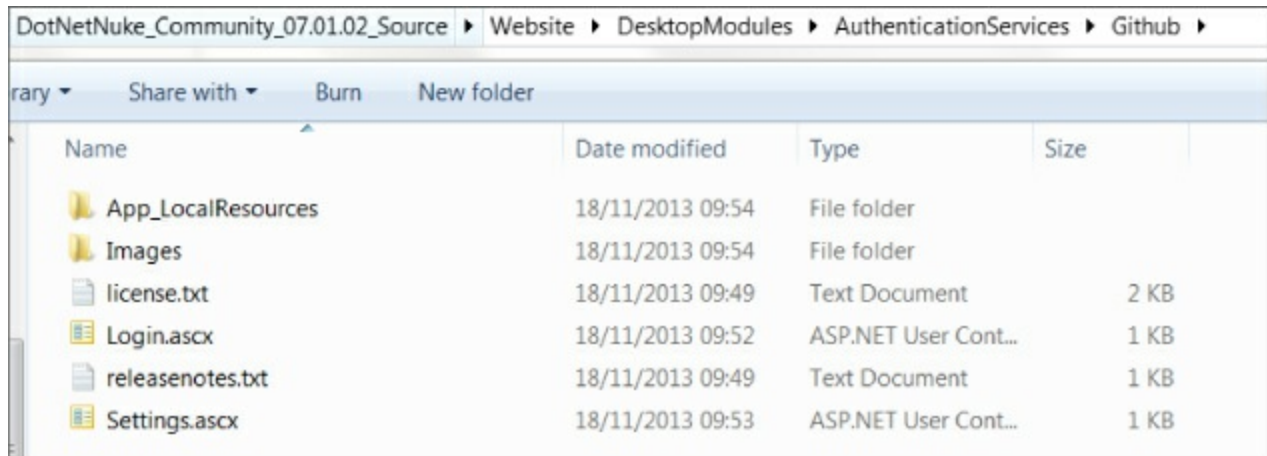 DotNetNuke_Community_07.01.02_Source Website DesktopModules AuthenticationServices Github
rary Share with Burn New folder
Name Date modified Type Size
App_LocalResources 18/11/2013 09:54 File folder
Images 18/11/2013 09:54 File folder
license.txt 18/11/2013 09:49 Text Document 2 KB
Login.ascx 18/11/2013 09:52 ASP.NET User Cont... 1 KB
releasenotes.txt 18/11/2013 09:49 Text Document 1 KB
Settings.ascx 18/11/2013 09:53 ASP.NET User Cont... 1 KB